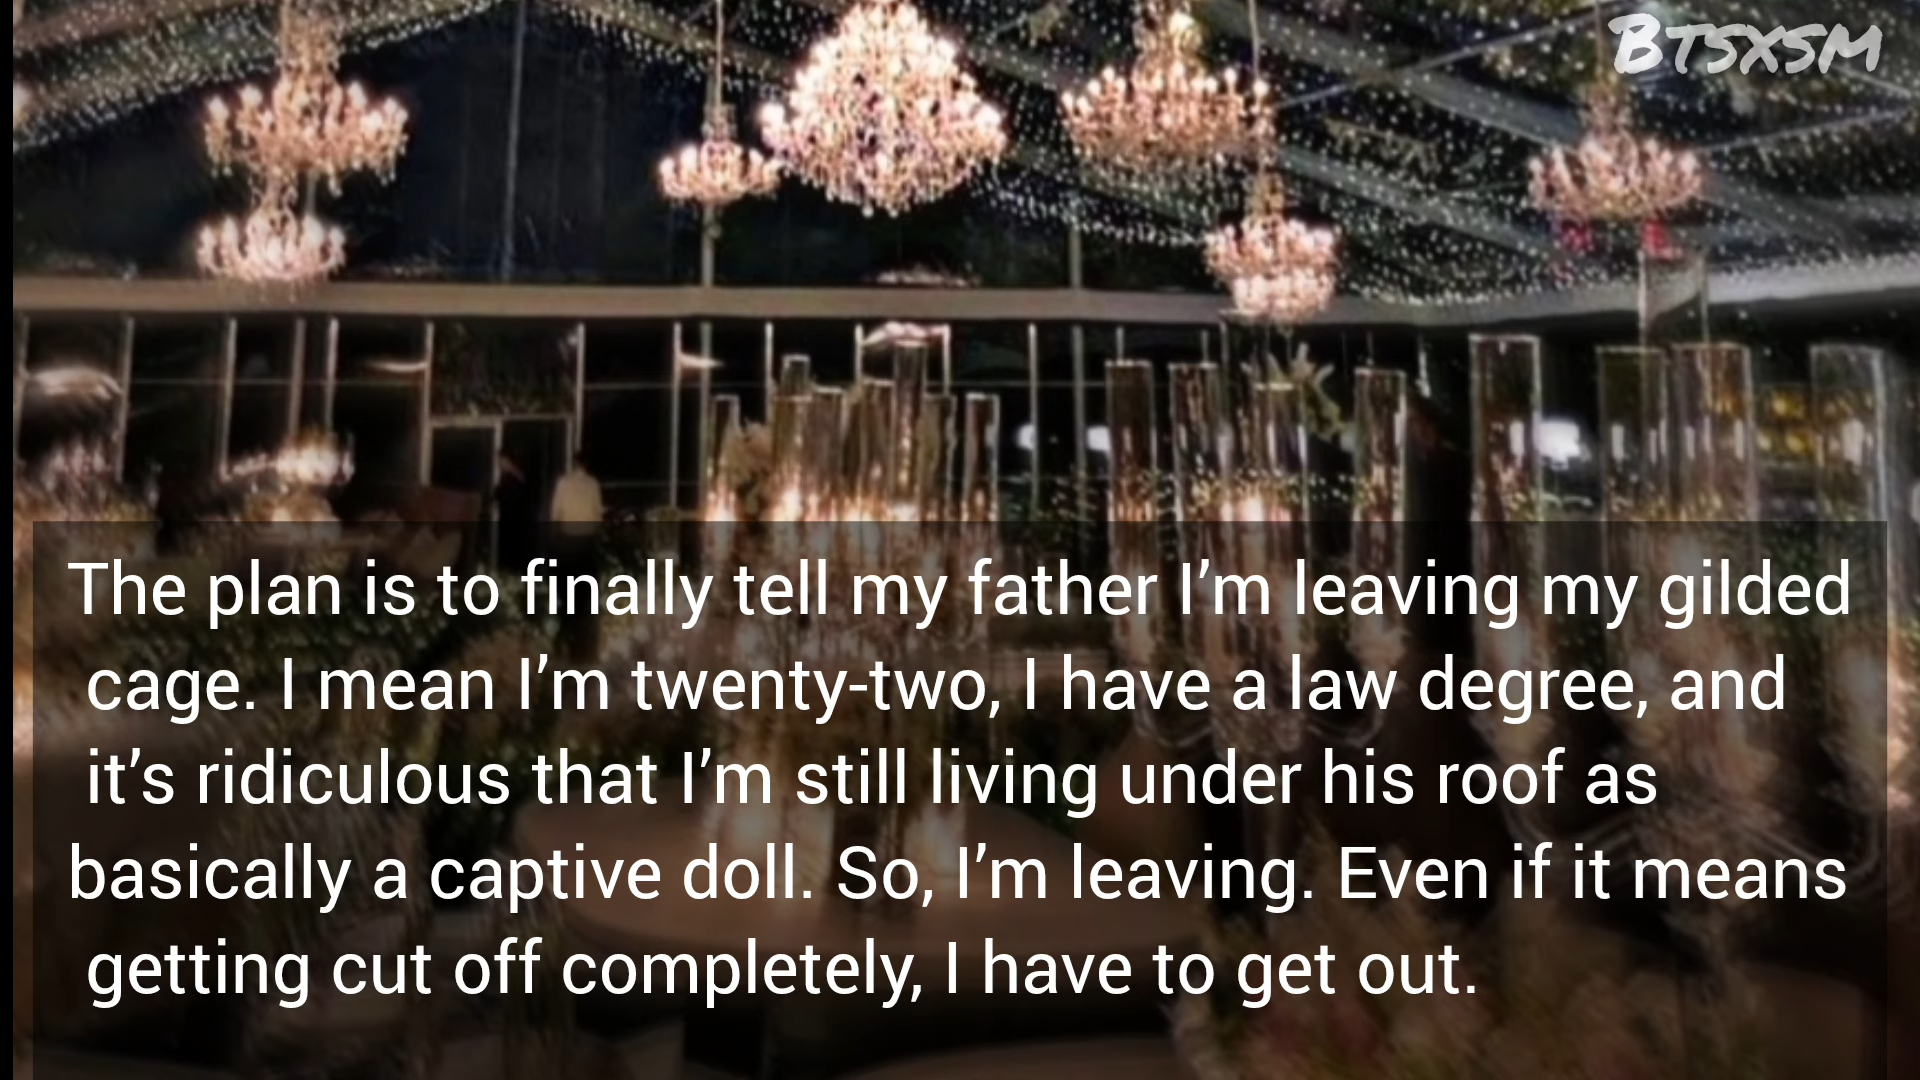 BTSXSM
The plan is to finally tell my father I’m leaving my gilded
cage. I mean I’m twenty-two, I have a law degree, and
it’s ridiculous that I’m still living under his roof as
basically a captive doll. So, I’m leaving. Even if it means
getting cut off completely, I have to get out.